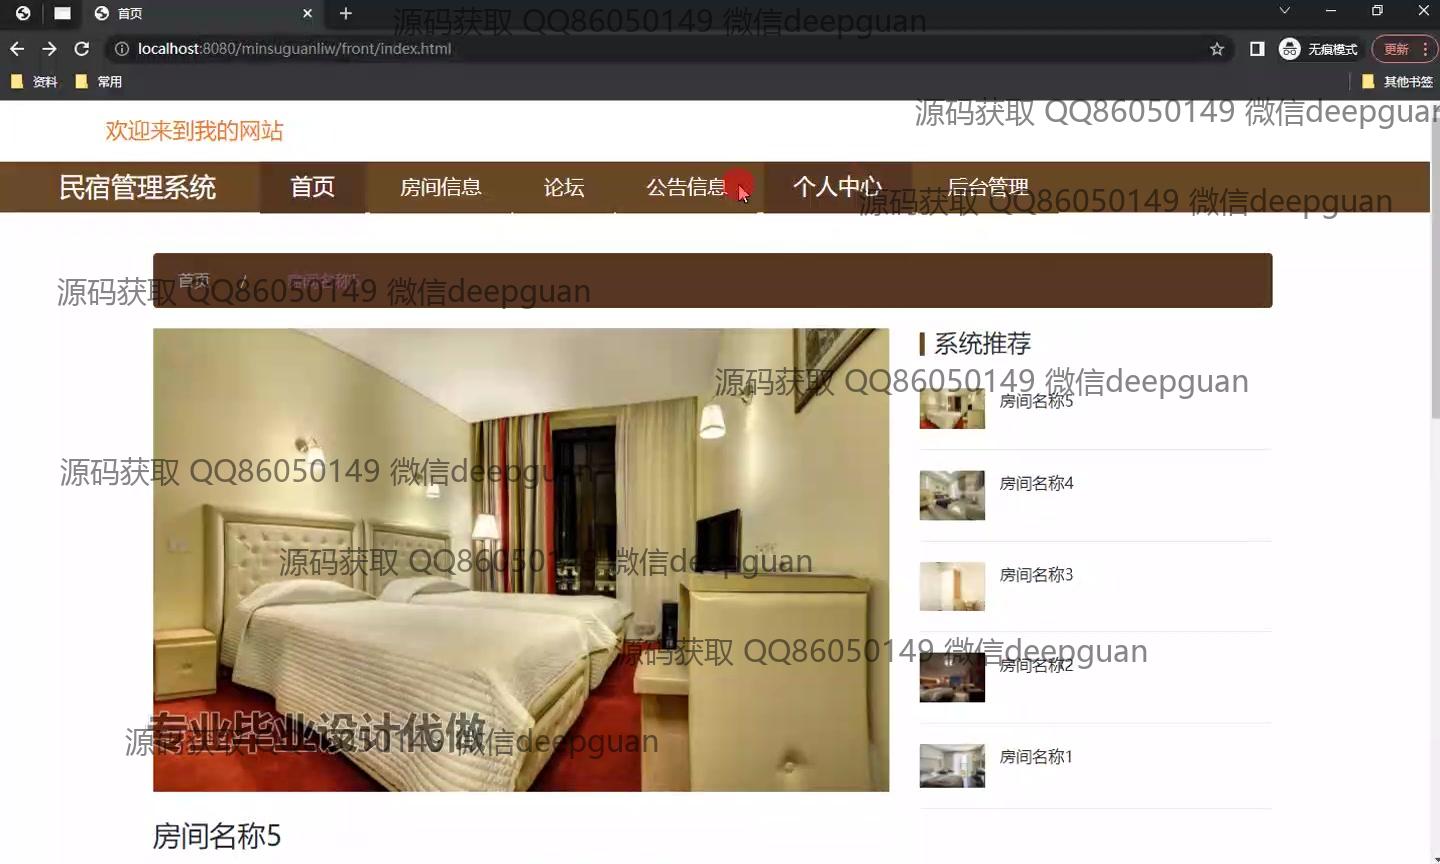 首页
源码获取 QQ86050149 微信deepguan
localhost:8080/minsuguanliw/front/index.html
无痕模式
更新
资料
常用
其他书签
源码获取 QQ86050149 微信deepguan
欢迎来到我的网站
民宿管理系统
首页
房间信息
论坛
公告信息
个人中心
后台管理
源码获取 QQ86050149 微信deepguan
首页 / 房间名称5
源码获取 QQ86050149 微信deepguan
系统推荐
源码获取 QQ86050149 微信deepguan
房间名称5
源码获取 QQ86050149 微信deepguan
房间名称4
源码获取 QQ86050149 微信deepguan
房间名称3
源码获取 QQ86050149 微信deepguan
房间名称2
专业毕业设计代做
源码获取 QQ86050149 微信deepguan
房间名称1
房间名称5